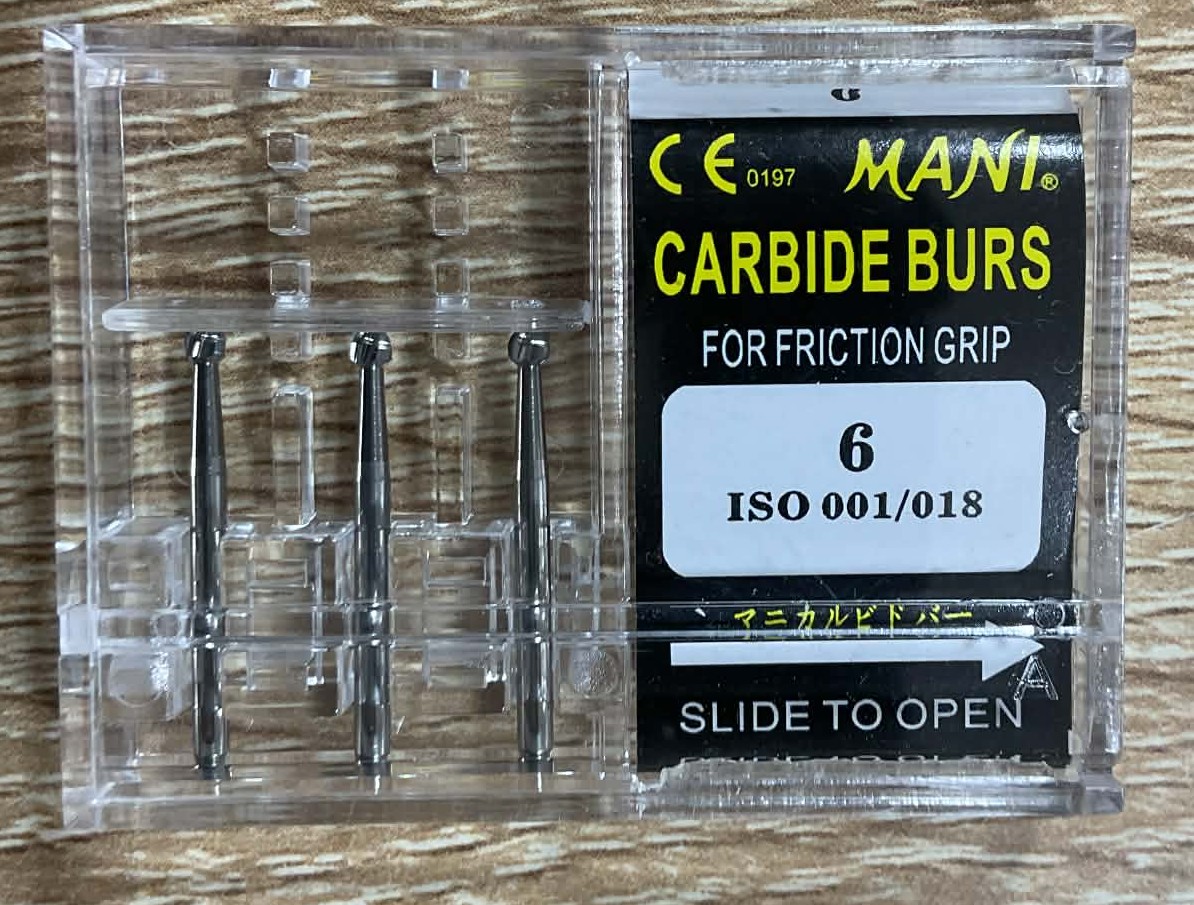 6
CE 0197 MANI®
CARBIDE BURS
FOR FRICTION GRIP
6
ISO 001/018
マニカルビドバー
A
SLIDE TO OPEN